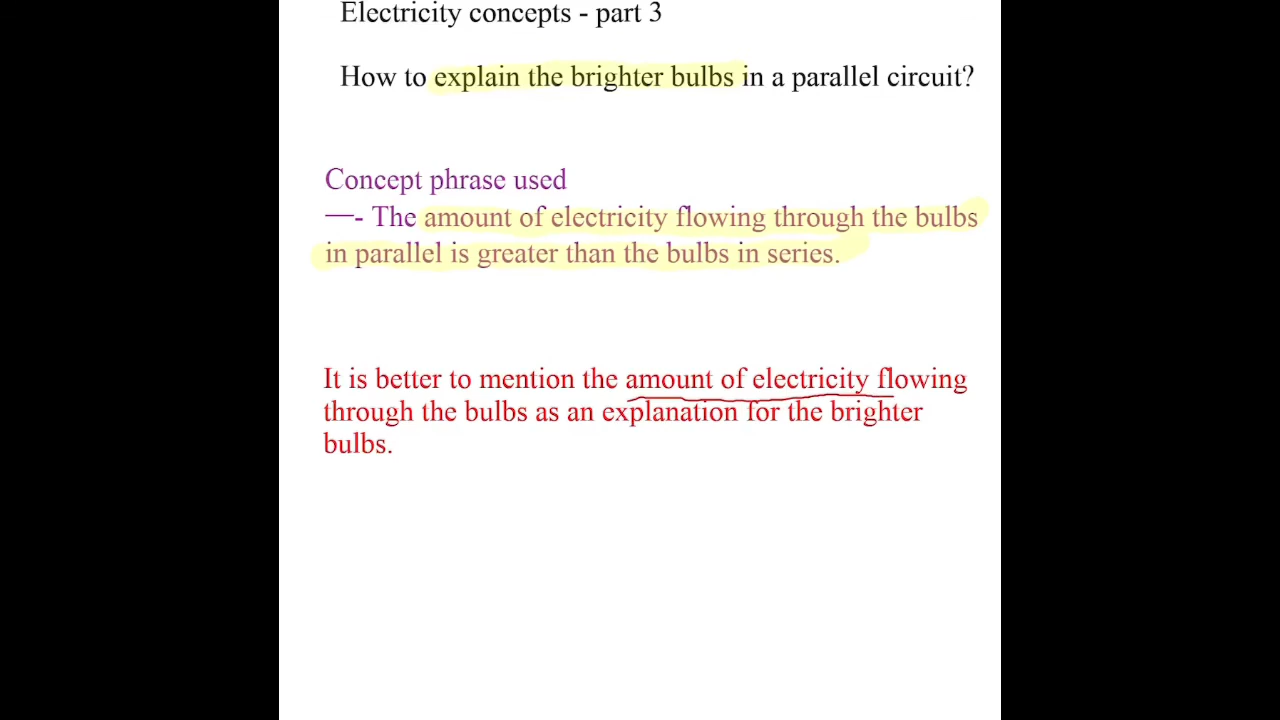 Electricity concepts - part 3
How to explain the brighter bulbs in a parallel circuit?
Concept phrase used
—- The amount of electricity flowing through the bulbs
in parallel is greater than the bulbs in series.
It is better to mention the amount of electricity flowing
through the bulbs as an explanation for the brighter
bulbs.